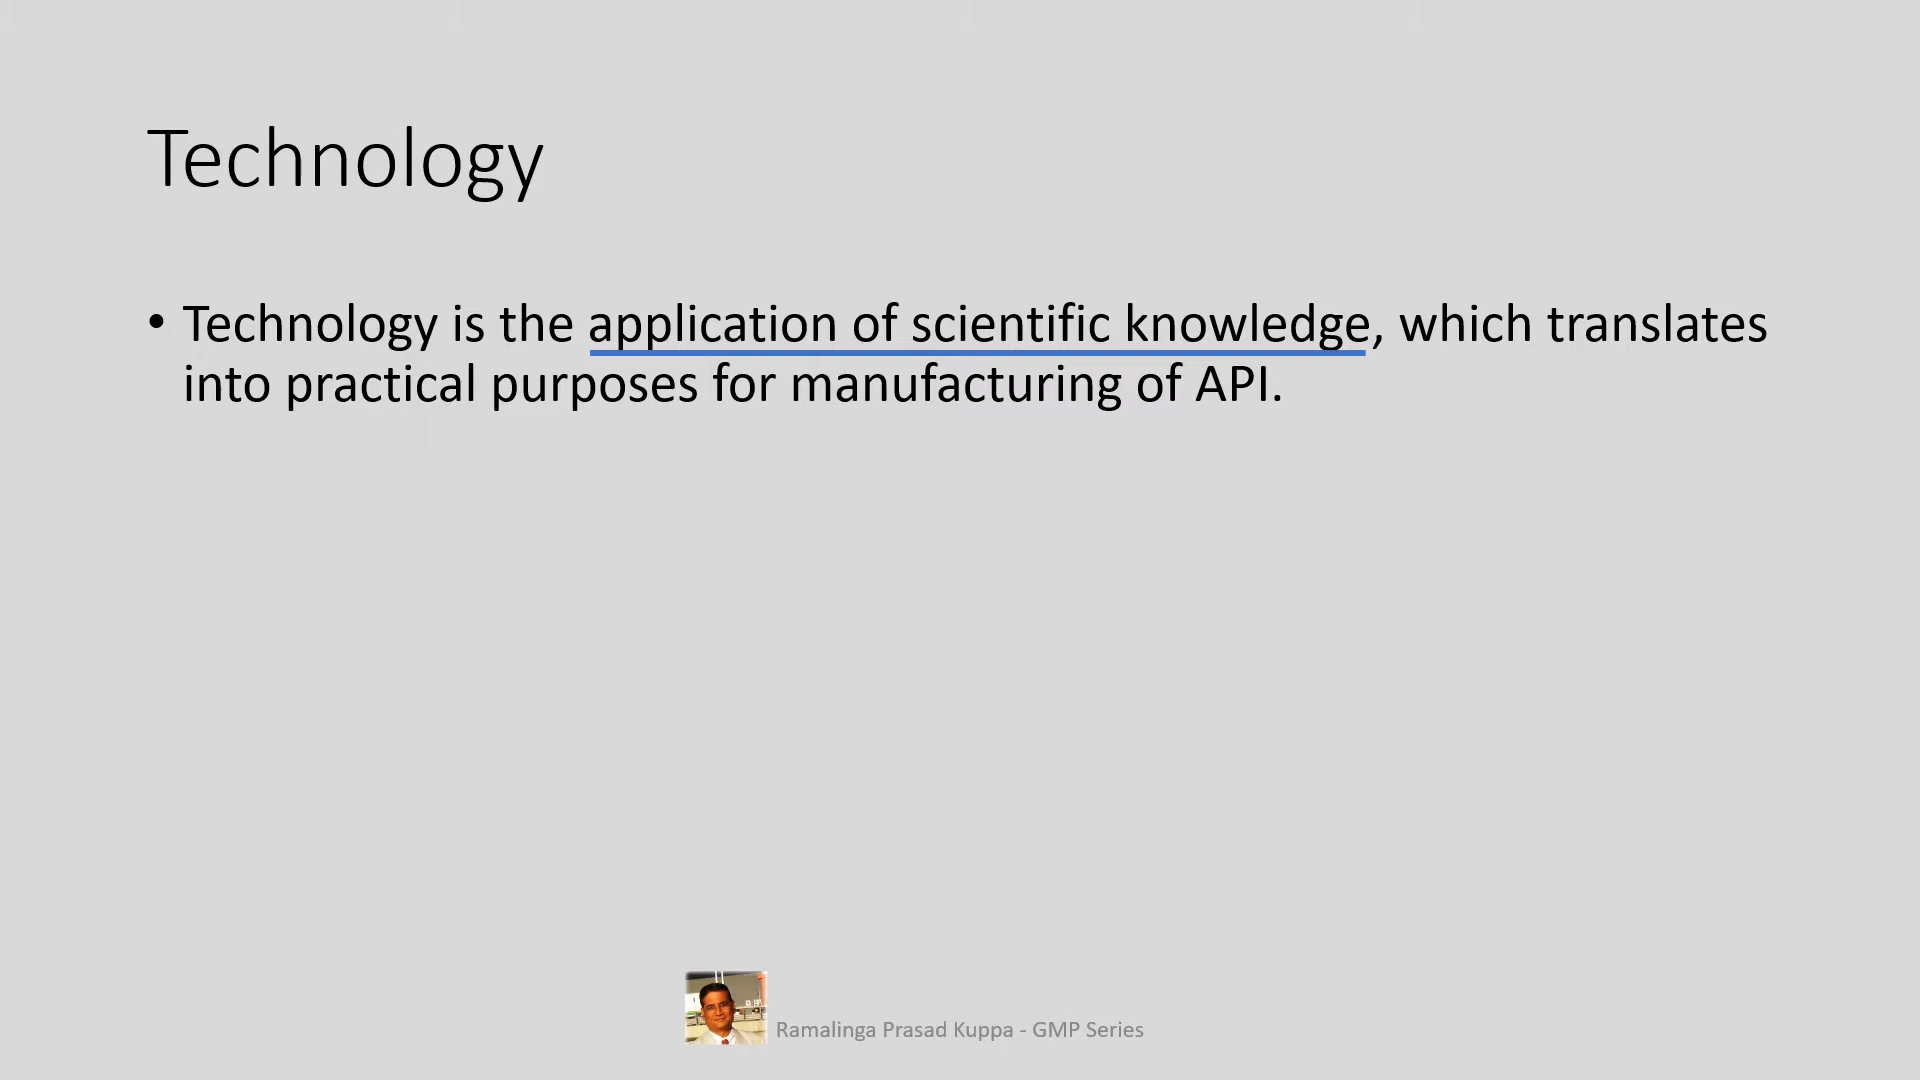 Technology
• Technology is the application of scientific knowledge, which translates
into practical purposes for manufacturing of API.
Ramalinga Prasad Kuppa - GMP Series